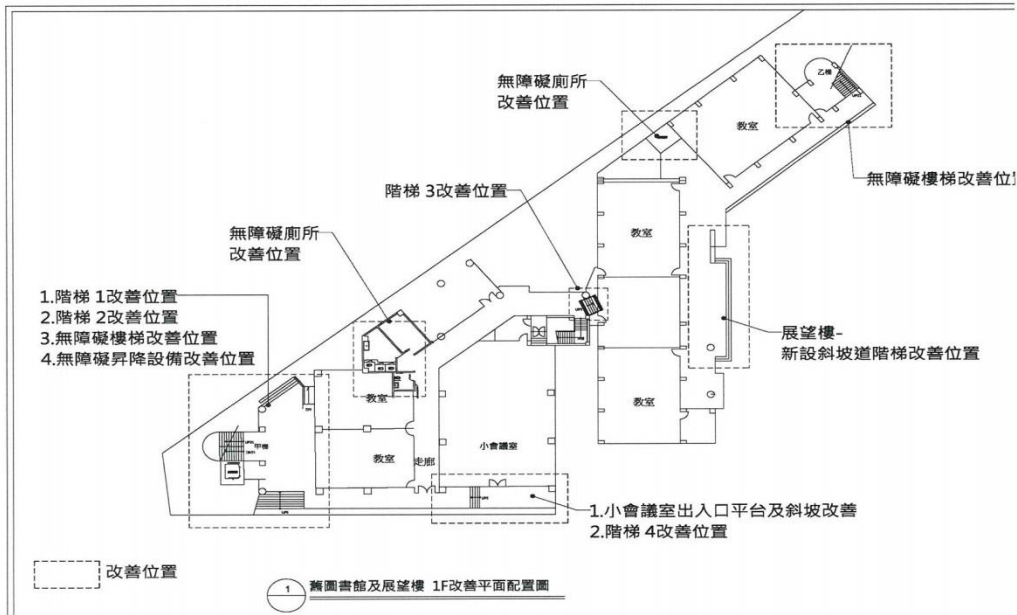 無障礙廁所
改善位置
乙梯
教室
無障礙樓梯改善位
階梯 3改善位置
教室
無障礙廁所
改善位置
1.階梯 1改善位置
2.階梯 2改善位置
3.無障礙樓梯改善位置
4.無障礙昇降設備改善位置
展望樓-
新設斜坡道階梯改善位置
教室
教室
甲梯
小會議室
教室
走廊
1.小會議室出入口平台及斜坡改善
2.階梯 4改善位置
改善位置
1
舊圖書館及展望樓 1F改善平面配置圖